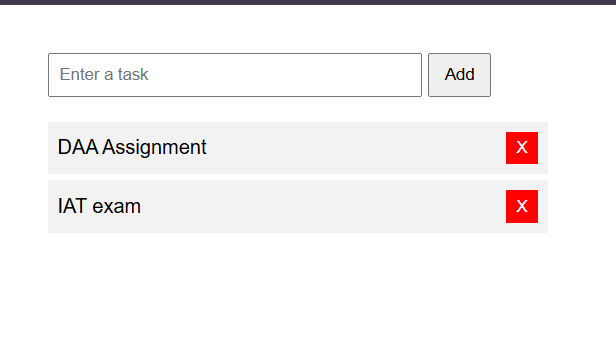 Enter a task Add
DAA Assignment X
IAT exam X